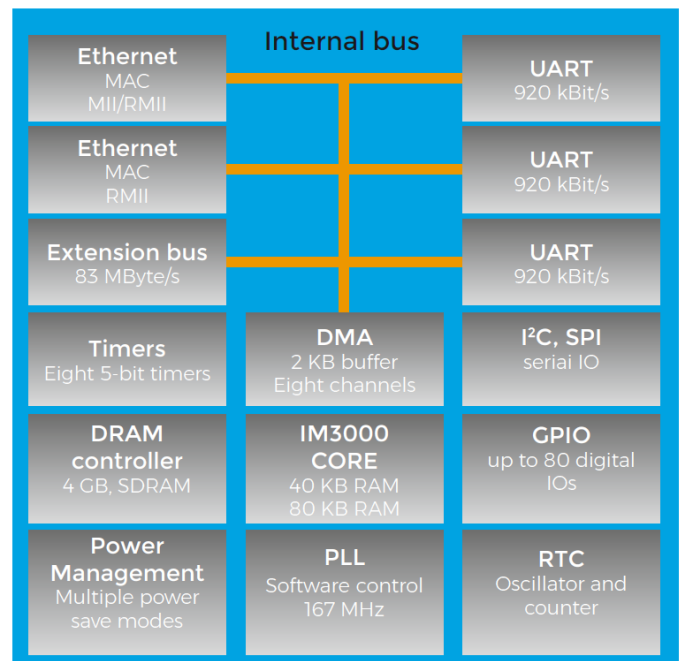 Internal bus
Ethernet
MAC
MII/RMII
UART
920 kBit/s
Ethernet
MAC
RMII
UART
920 kBit/s
Extension bus
83 MByte/s
UART
920 kBit/s
Timers
Eight 5-bit timers
DMA
2 KB buffer
Eight channels
I²C, SPI
seriai IO
DRAM
controller
4 GB, SDRAM
IM3000
CORE
40 KB RAM
80 KB RAM
GPIO
up to 80 digital
IOs
Power
Management
Multiple power
save modes
PLL
Software control
167 MHz
RTC
Oscillator and
counter